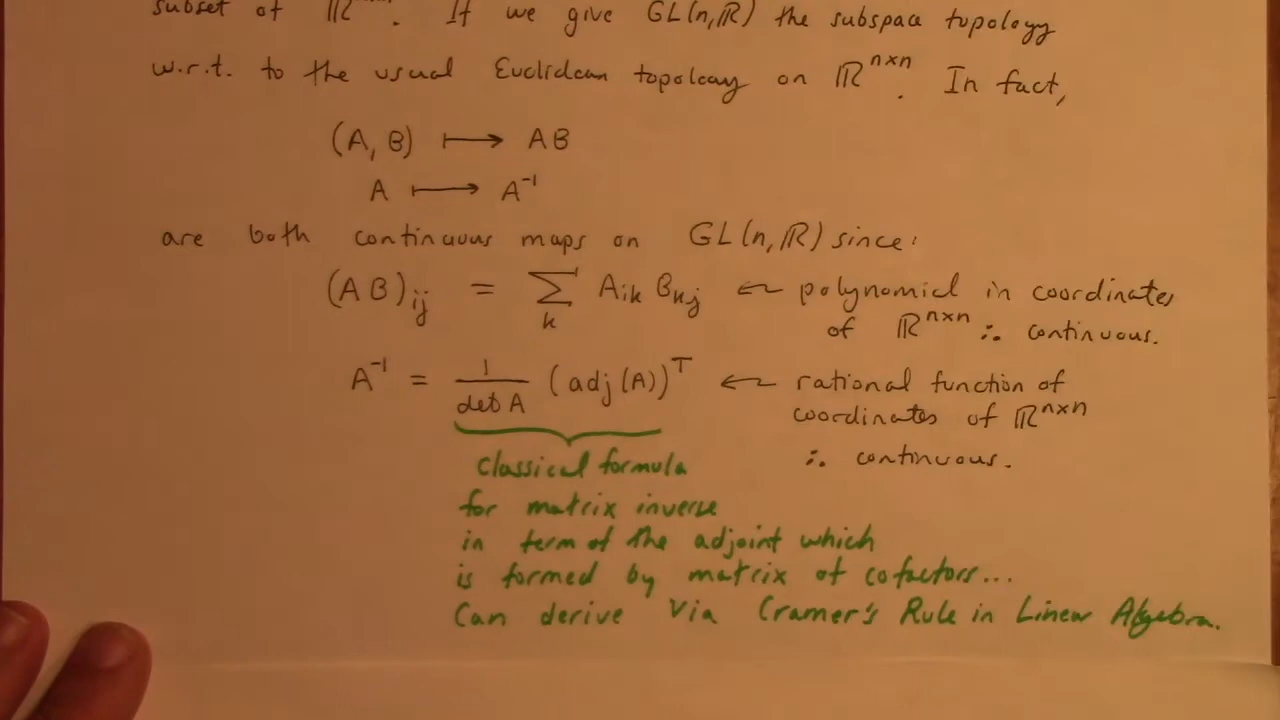 subset of ℝⁿˣⁿ. If we give GL(n,ℝ) the subspace topology
w.r.t. to the usual Euclidean topology on ℝⁿˣⁿ. In fact,
(A, B) ⟼ AB
A ⟼ A⁻¹
are both continuous maps on GL(n,ℝ) since:
(AB)ᵢⱼ = ∑ₖ Aᵢₖ Bₖⱼ ← polynomial in coordinates
of ℝⁿˣⁿ ∴ continuous.
A⁻¹ = 1/det A (adj(A))ᵀ ← rational function of
coordinates of ℝⁿˣⁿ
∴ continuous.
Classical formula
for matrix inverse
in term of the adjoint which
is formed by matrix of cofactors...
Can derive via Cramer's Rule in Linear Algebra.